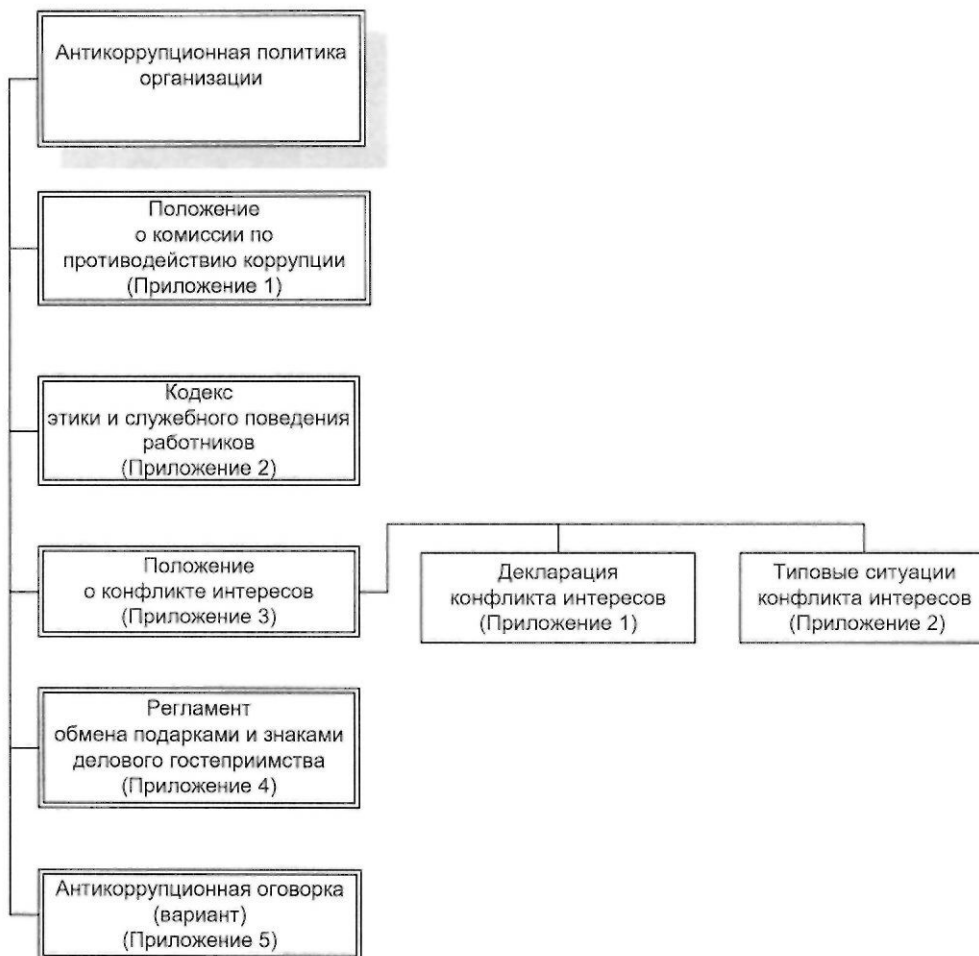 Антикоррупционная политика
организации
Положение
о комиссии по
противодействию коррупции
(Приложение 1)
Кодекс
этики и служебного поведения
работников
(Приложение 2)
Положение
о конфликте интересов
(Приложение 3)
Декларация
конфликта интересов
(Приложение 1)
Типовые ситуации
конфликта интересов
(Приложение 2)
Регламент
обмена подарками и знаками
делового гостеприимства
(Приложение 4)
Антикоррупционная оговорка
(вариант)
(Приложение 5)